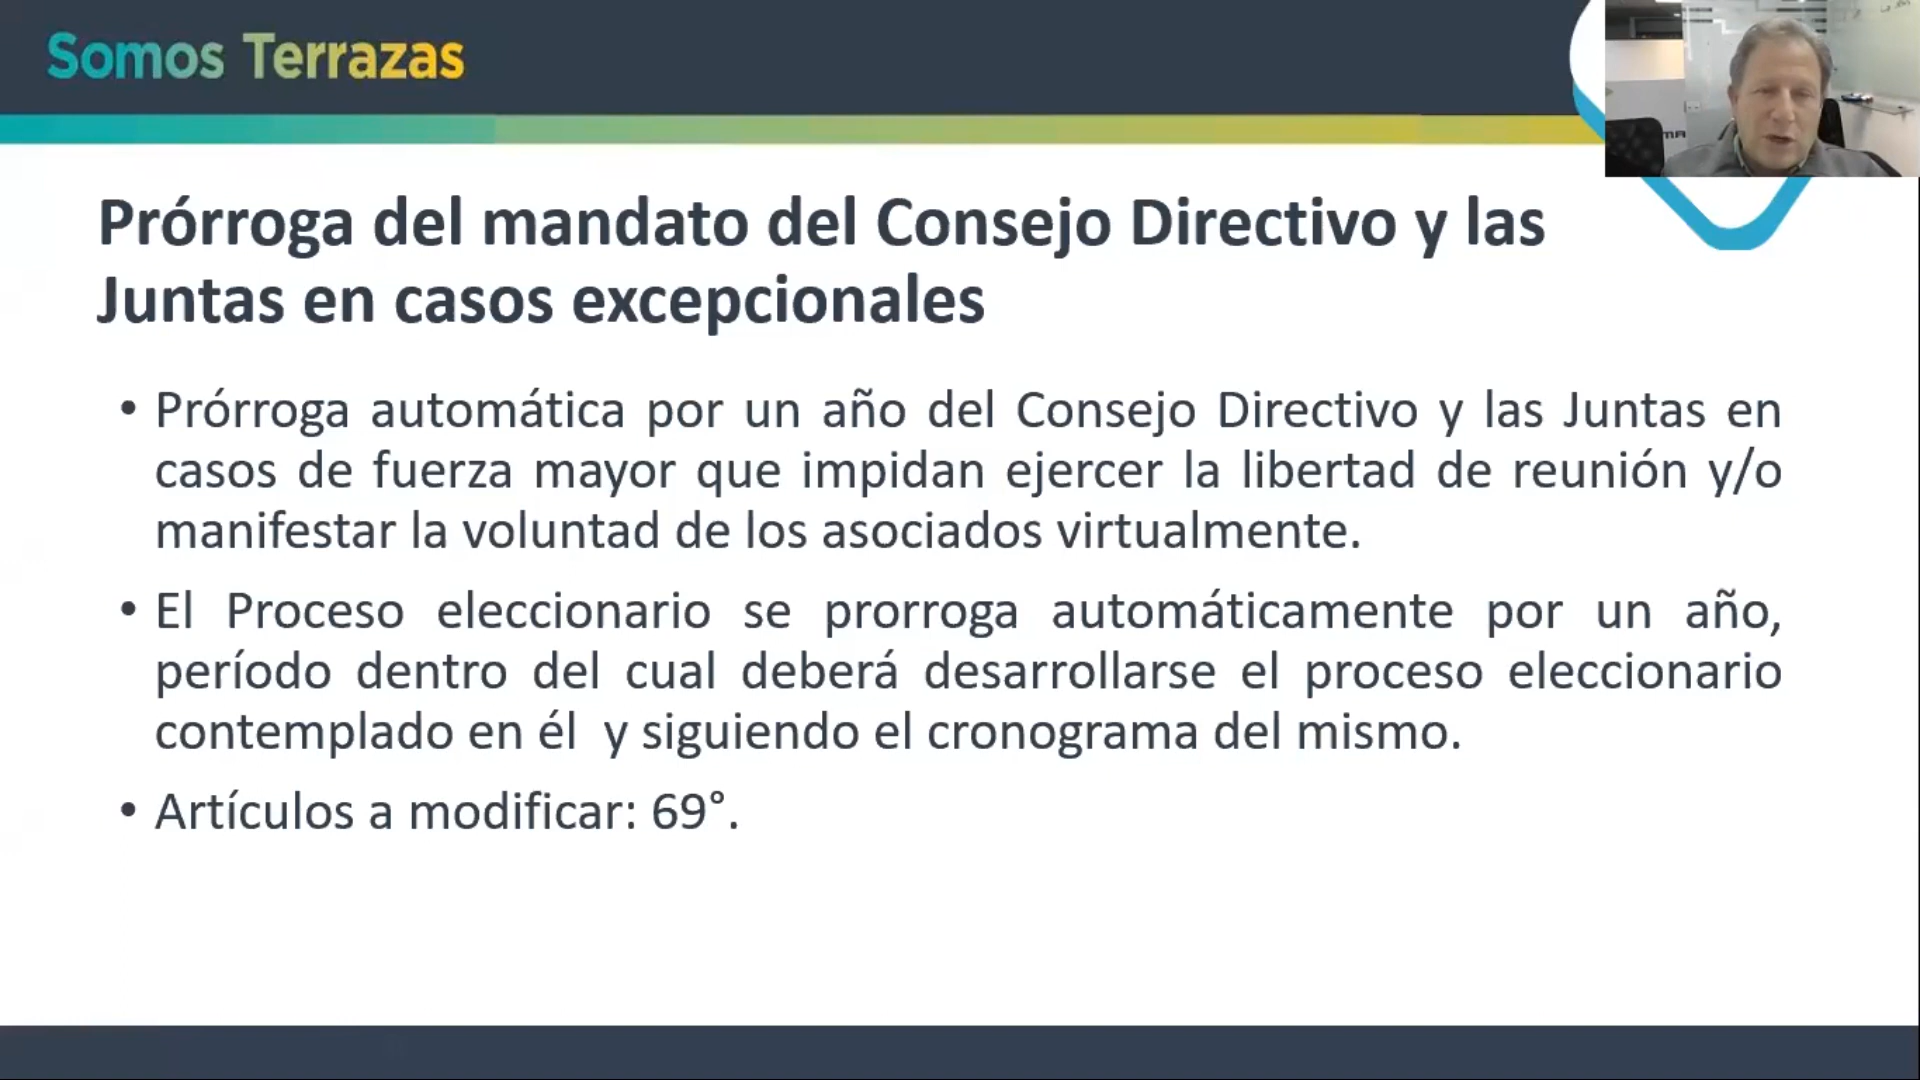 Somos Terrazas
Prórroga del mandato del Consejo Directivo y las
Juntas en casos excepcionales
• Prórroga automática por un año del Consejo Directivo y las Juntas en
casos de fuerza mayor que impidan ejercer la libertad de reunión y/o
manifestar la voluntad de los asociados virtualmente.
• El Proceso eleccionario se prorroga automáticamente por un año,
período dentro del cual deberá desarrollarse el proceso eleccionario
contemplado en él y siguiendo el cronograma del mismo.
• Artículos a modificar: 69°.